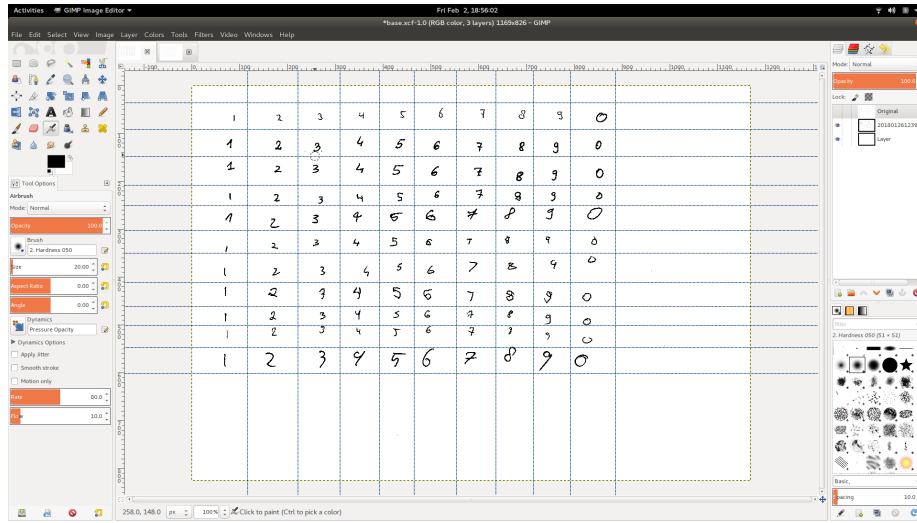 Activities GIMP Image Editor Fri Feb 2, 18:56:02
*base.xcf-1.0 (RGB color, 3 layers) 1169x826 – GIMP
File Edit Select View Image Layer Colors Tools Filters Video Windows Help
Tool Options
Airbrush
Mode: Normal
Opacity 100.0
Brush
2. Hardness 050
Size 20.00
Aspect Ratio 0.00
Angle 0.00
Dynamics
Pressure Opacity
Dynamics Options
Apply Jitter
Smooth stroke
Motion only
Rate 80.0
Flow 10.0
1 2 3 4 5 6 7 8 9 0
1 2 3 4 5 6 7 8 9 0
1 2 3 4 5 6 7 8 9 0
1 2 3 4 5 6 7 8 9 0
1 2 3 4 5 6 7 8 9 0
1 2 3 4 5 6 7 8 9 0
1 2 3 4 5 6 7 8 9 0
1 2 3 4 5 6 7 8 9 0
1 2 3 4 5 6 7 8 9 0
1 2 3 4 5 6 7 8 9 0
1 2 3 4 5 6 7 8 9 0
258.0, 148.0 px 100% Click to paint (Ctrl to pick a color)
Mode: Normal
Opacity 100.0
Lock:
Original
201801261239
Layer
filter
2. Hardness 050 (51 × 51)
Basic,
Spacing 10.0